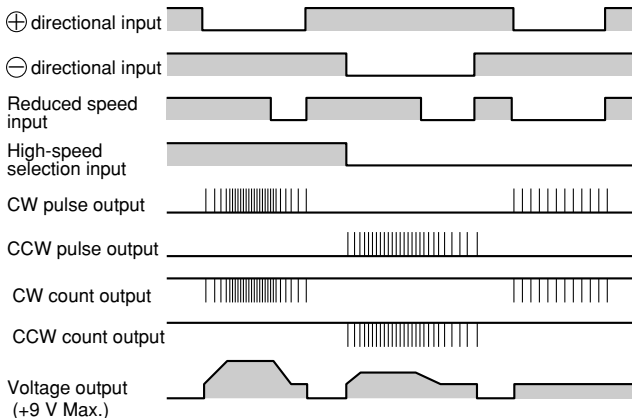 ⊕ directional input
⊖ directional input
Reduced speed
input
High-speed
selection input
CW pulse output
CCW pulse output
CW count output
CCW count output
Voltage output
(+9 V Max.)